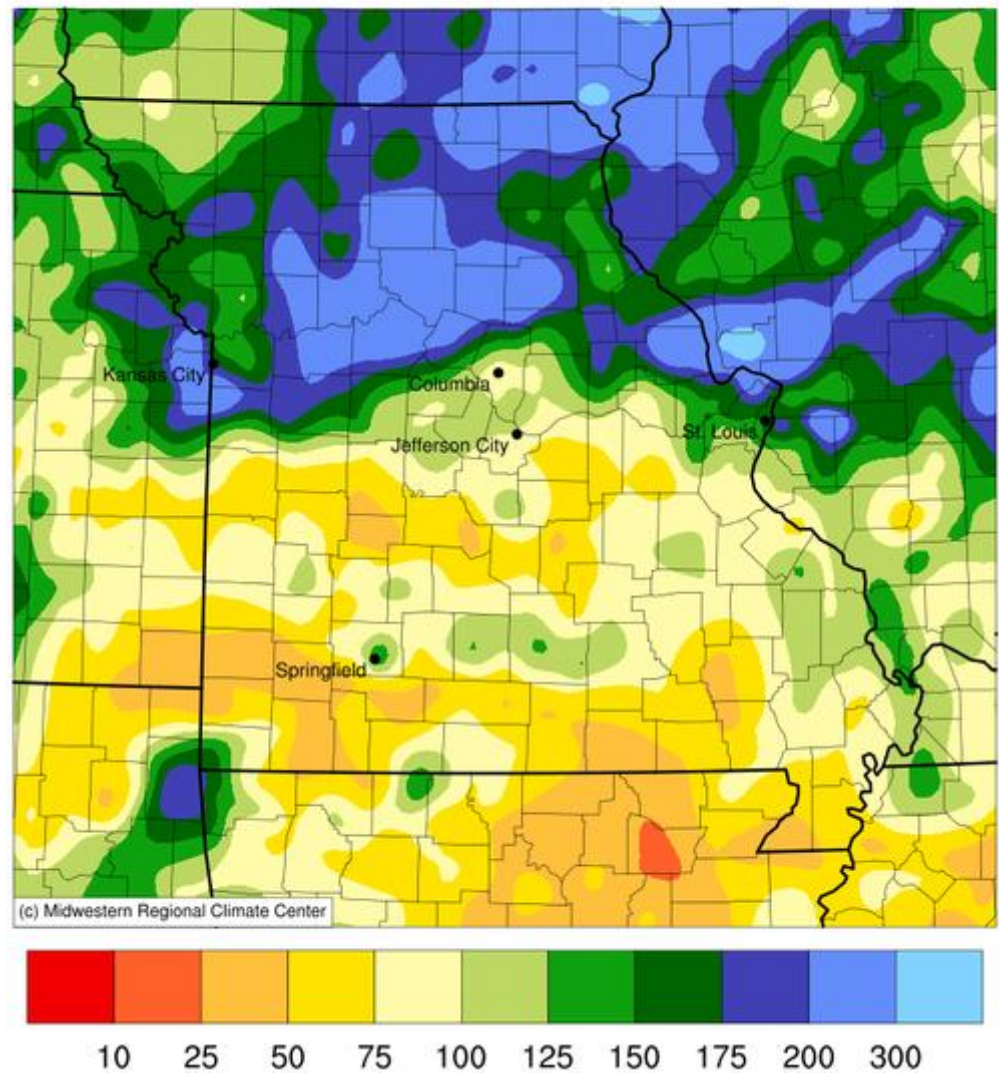 Kansas City
Columbia
Jefferson City
St. Louis
Springfield
(c) Midwestern Regional Climate Center
10 25 50 75 100 125 150 175 200 300